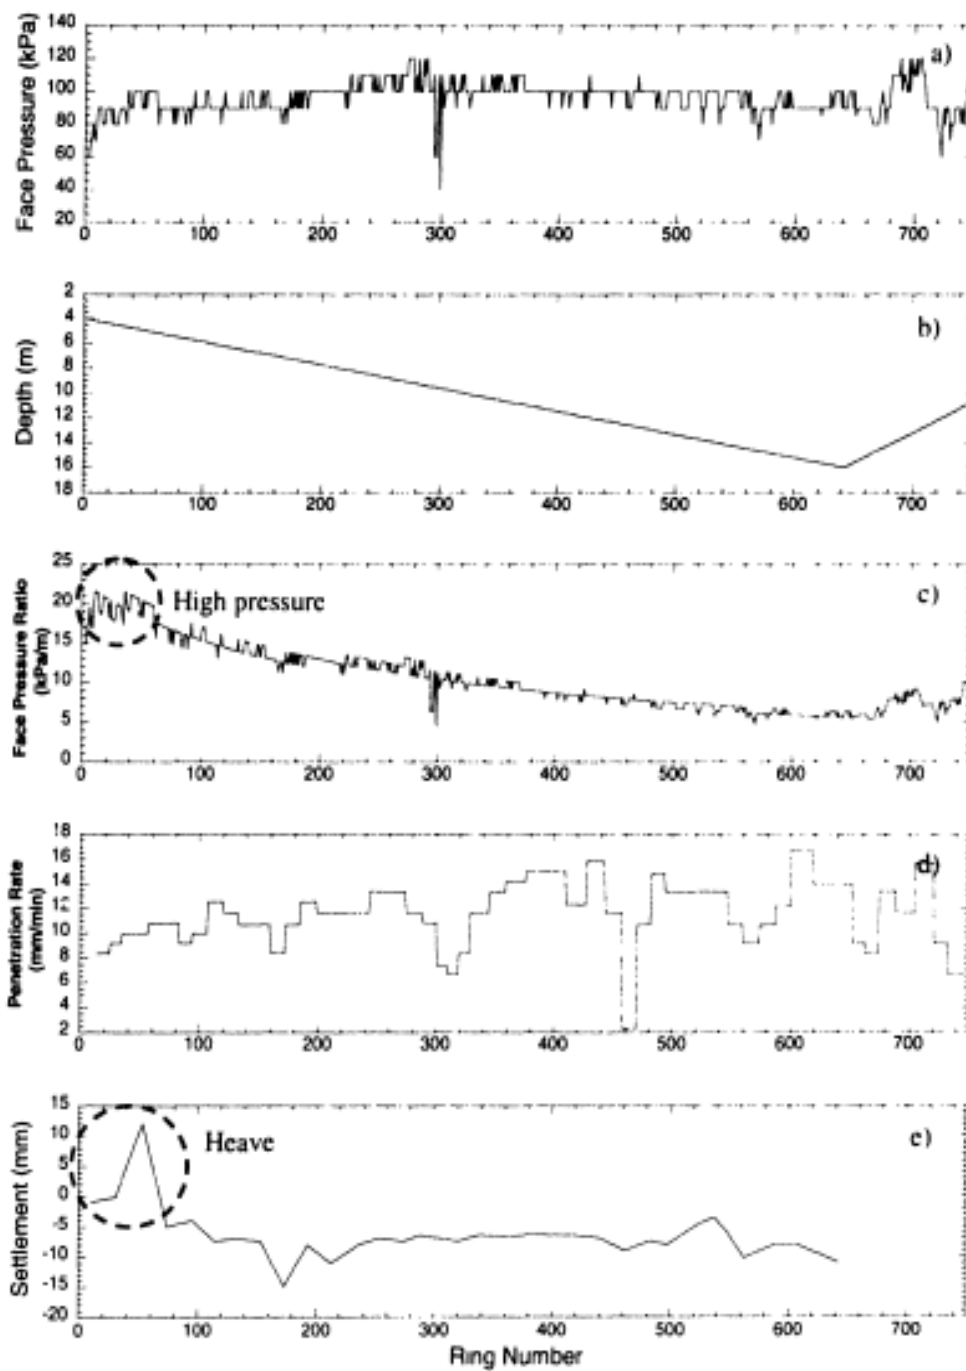 140
120
100
80
60
40
20
Face Pressure (kPa)
a)
0 100 200 300 400 500 600 700
2
4
6
8
10
12
14
16
18
Depth (m)
b)
0 100 200 300 400 500 600 700
25
20
15
10
5
0
Face Pressure Ratio
(kPa/m)
High pressure
c)
0 100 200 300 400 500 600 700
18
16
14
12
10
8
6
4
2
Penetration Rate
(mm/min)
d)
0 100 200 300 400 500 600 700
15
10
5
0
-5
-10
-15
-20
Settlement (mm)
Heave
e)
0 100 200 300 400 500 600 700
Ring Number